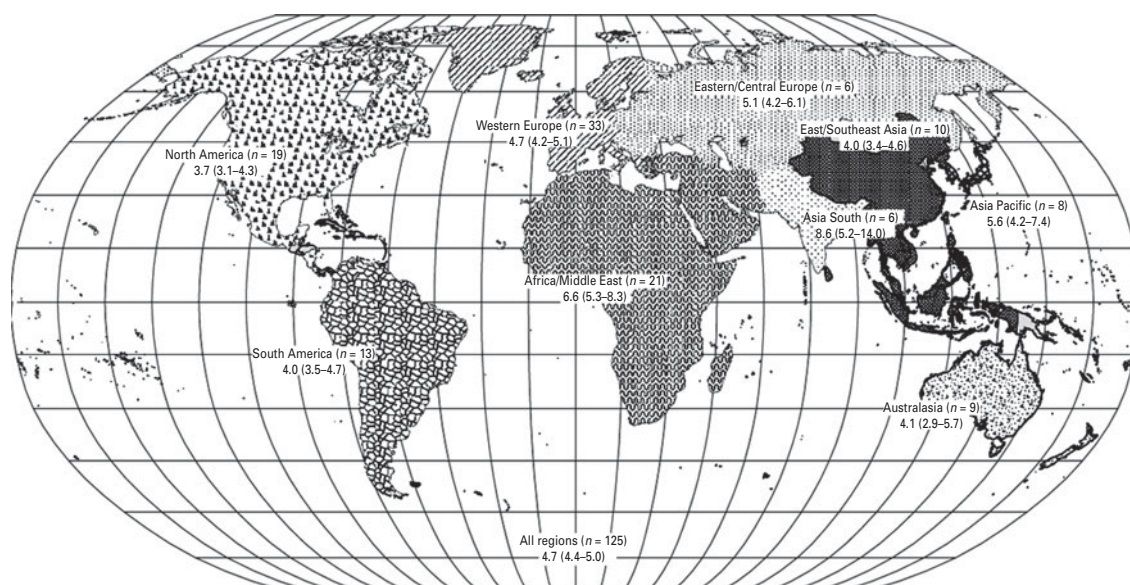 Eastern/Central Europe (n = 6)
5.1 (4.2–6.1)
Western Europe (n = 33)
4.7 (4.2–5.1)
East/Southeast Asia (n = 10)
4.0 (3.4–4.6)
North America (n = 19)
3.7 (3.1–4.3)
Asia Pacific (n = 8)
5.6 (4.2–7.4)
Asia South (n = 6)
8.6 (5.2–14.0)
Africa/Middle East (n = 21)
6.6 (5.3–8.3)
South America (n = 13)
4.0 (3.5–4.7)
Australasia (n = 9)
4.1 (2.9–5.7)
All regions (n = 125)
4.7 (4.4–5.0)